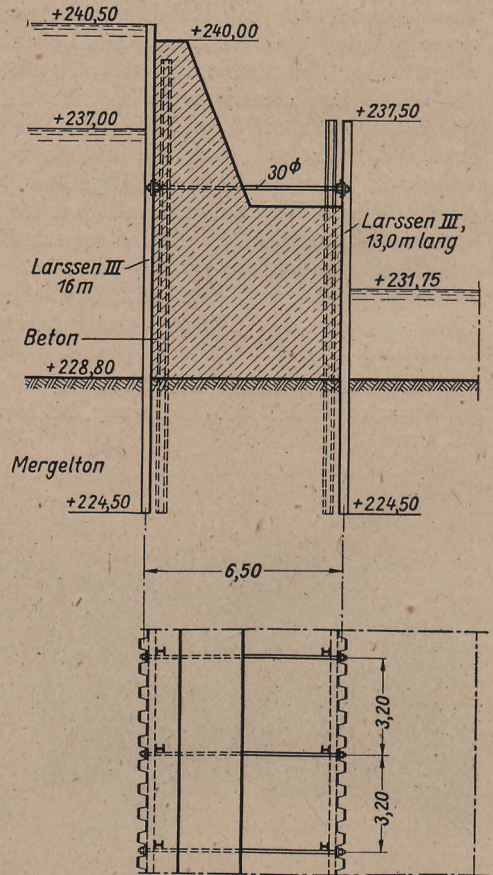 +240,50
+240,00
+237,00
+237,50
30⌀
Larssen III
16 m
Larssen III,
13,0 m lang
+231,75
Beton
+228,80
Mergelton
+224,50
+224,50
6,50
3,20
3,20